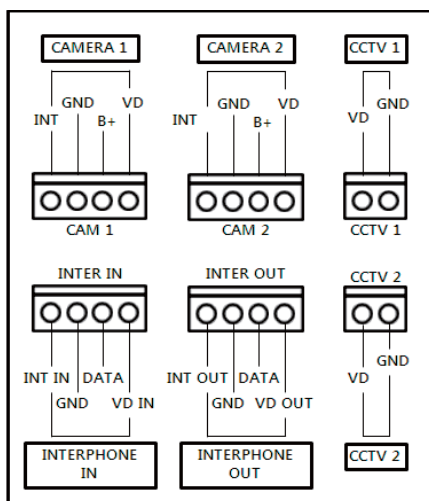 CAMERA 1
CAMERA 2
CCTV 1
INT GND B+ VD
INT GND B+ VD
VD GND
CAM 1
CAM 2
CCTV 1
INTER IN
INTER OUT
CCTV 2
INT IN GND DATA VD IN
INT OUT GND DATA VD OUT
VD GND
INTERPHONE
IN
INTERPHONE
OUT
CCTV 2